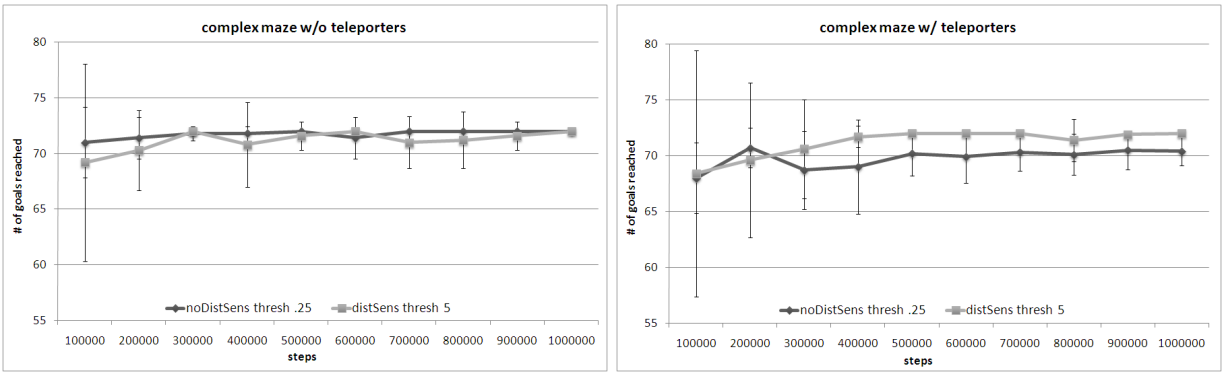 complex maze w/o teleporters
80
75
70
65
60
55
# of goals reached
noDistSens thresh .25
distSens thresh 5
100000 200000 300000 400000 500000 600000 700000 800000 900000 1000000
steps
complex maze w/ teleporters
80
75
70
65
60
55
# of goals reached
noDistSens thresh .25
distSens thresh 5
100000 200000 300000 400000 500000 600000 700000 800000 900000 1000000
steps